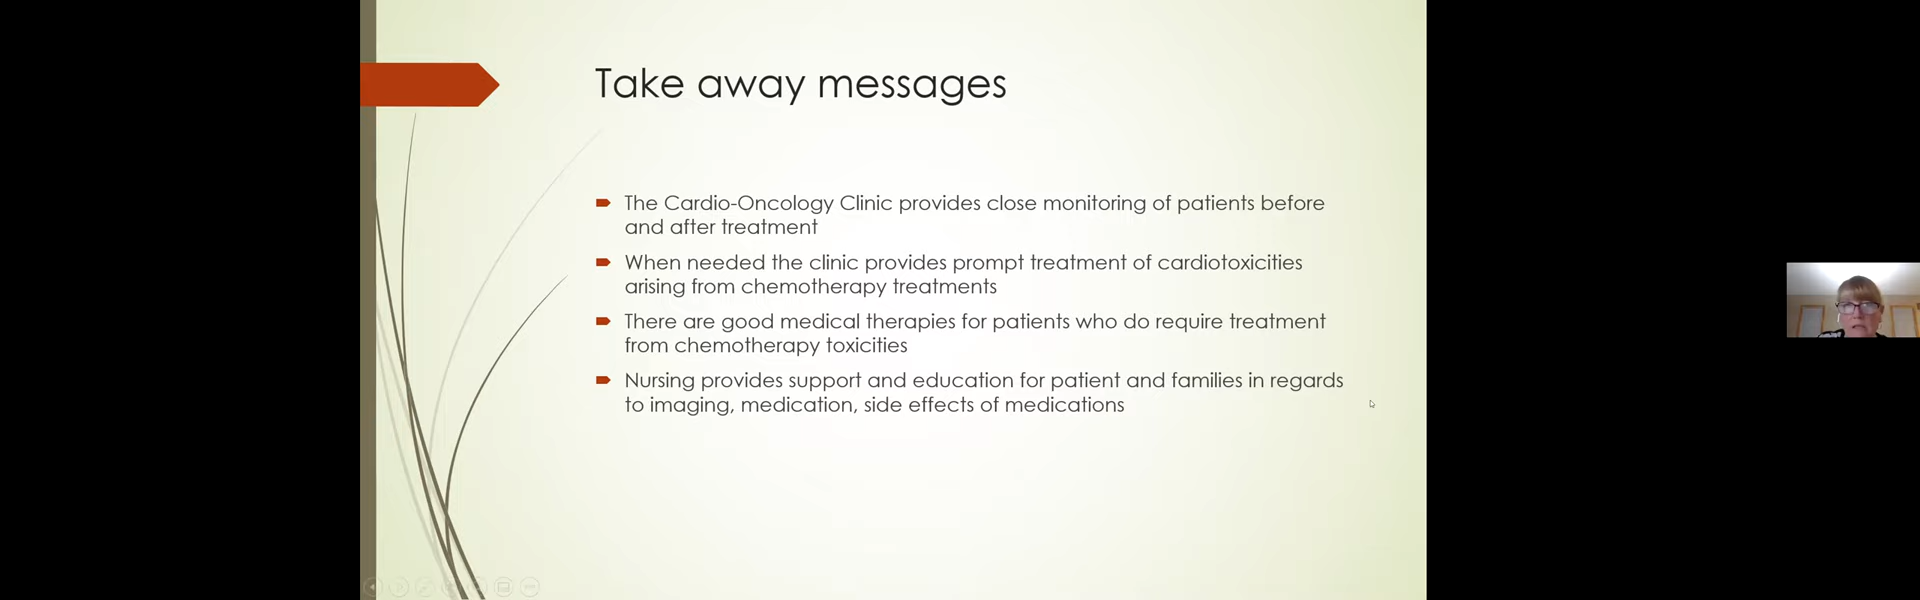 Take away messages
The Cardio-Oncology Clinic provides close monitoring of patients before
and after treatment
When needed the clinic provides prompt treatment of cardiotoxicities
arising from chemotherapy treatments
There are good medical therapies for patients who do require treatment
from chemotherapy toxicities
Nursing provides support and education for patient and families in regards
to imaging, medication, side effects of medications